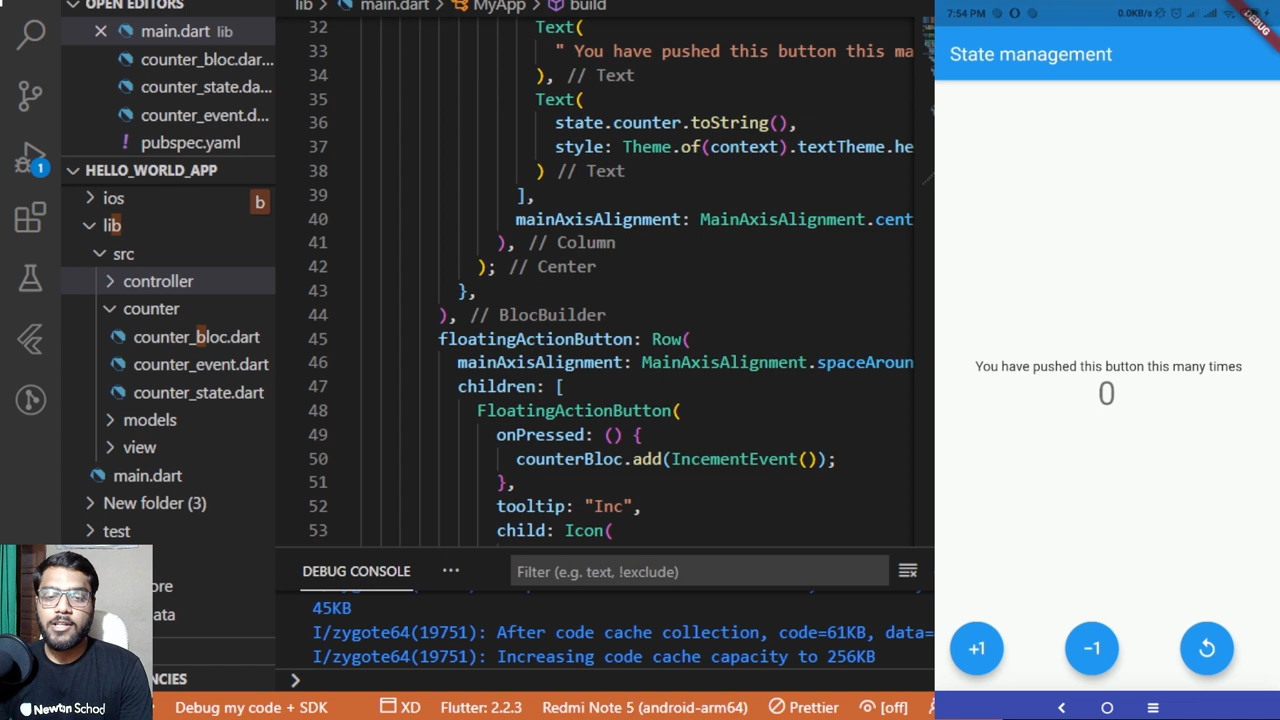 OPEN EDITORS
main.dart lib
counter_bloc.dar...
counter_state.da...
counter_event.d...
! pubspec.yaml
1
HELLO_WORLD_APP
ios
b
lib
src
controller
counter
counter_bloc.dart
counter_event.dart
counter_state.dart
models
view
main.dart
New folder (3)
test
NCIES
Newton School
lib > main.dart > MyApp > build
32 Text(
33 " You have pushed this button this ma
34 ), // Text
35 Text(
36 state.counter.toString(),
37 style: Theme.of(context).textTheme.he
38 ) // Text
39 ],
40 mainAxisAlignment: MainAxisAlignment.cent
41 ), // Column
42 ); // Center
43 },
44 ), // BlocBuilder
45 floatingActionButton: Row(
46 mainAxisAlignment: MainAxisAlignment.spaceAroun
47 children: [
48 FloatingActionButton(
49 onPressed: () {
50 counterBloc.add(IncementEvent());
51 },
52 tooltip: "Inc",
53 child: Icon(
DEBUG CONSOLE ... Filter (e.g. text, !exclude)
45KB
I/zygote64(19751): After code cache collection, code=61KB, data=
I/zygote64(19751): Increasing code cache capacity to 256KB
>
Debug my code + SDK XD Flutter: 2.2.3 Redmi Note 5 (android-arm64) Prettier [off]
7:54 PM 0.0KB/s
DEBUG
State management
You have pushed this button this many times
0
+1 -1